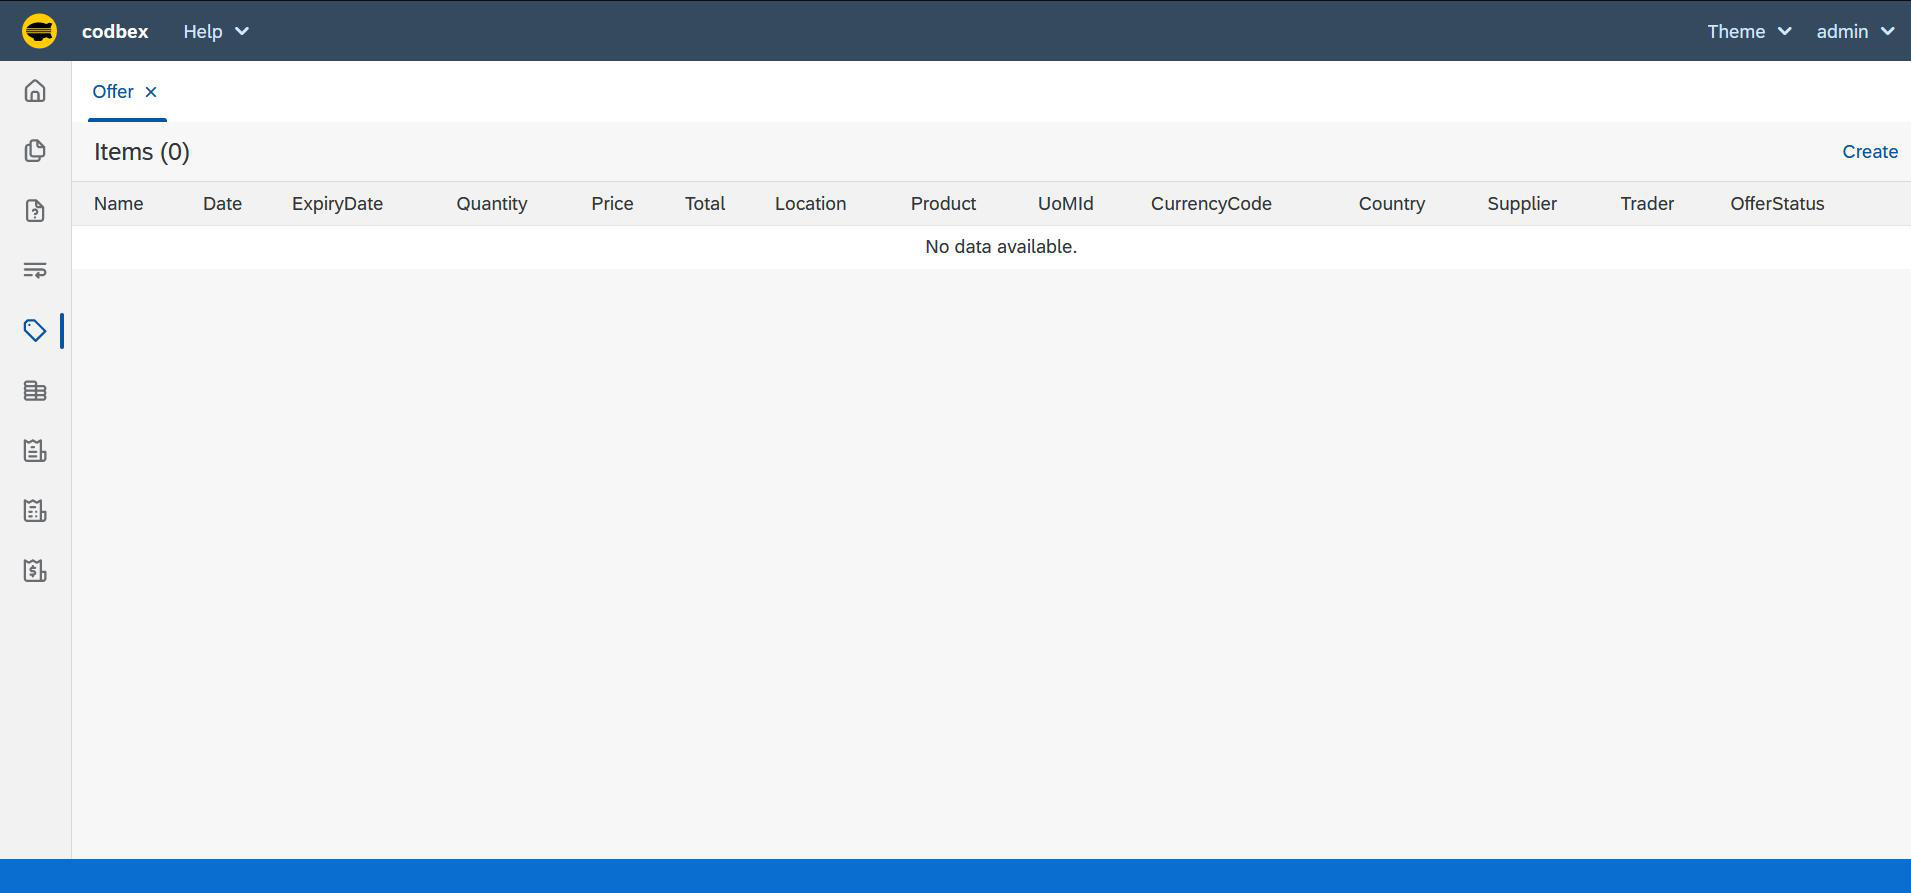 codbex Help Theme admin
Offer
Items (0) Create
Name Date ExpiryDate Quantity Price Total Location Product UoMId CurrencyCode Country Supplier Trader OfferStatus
No data available.